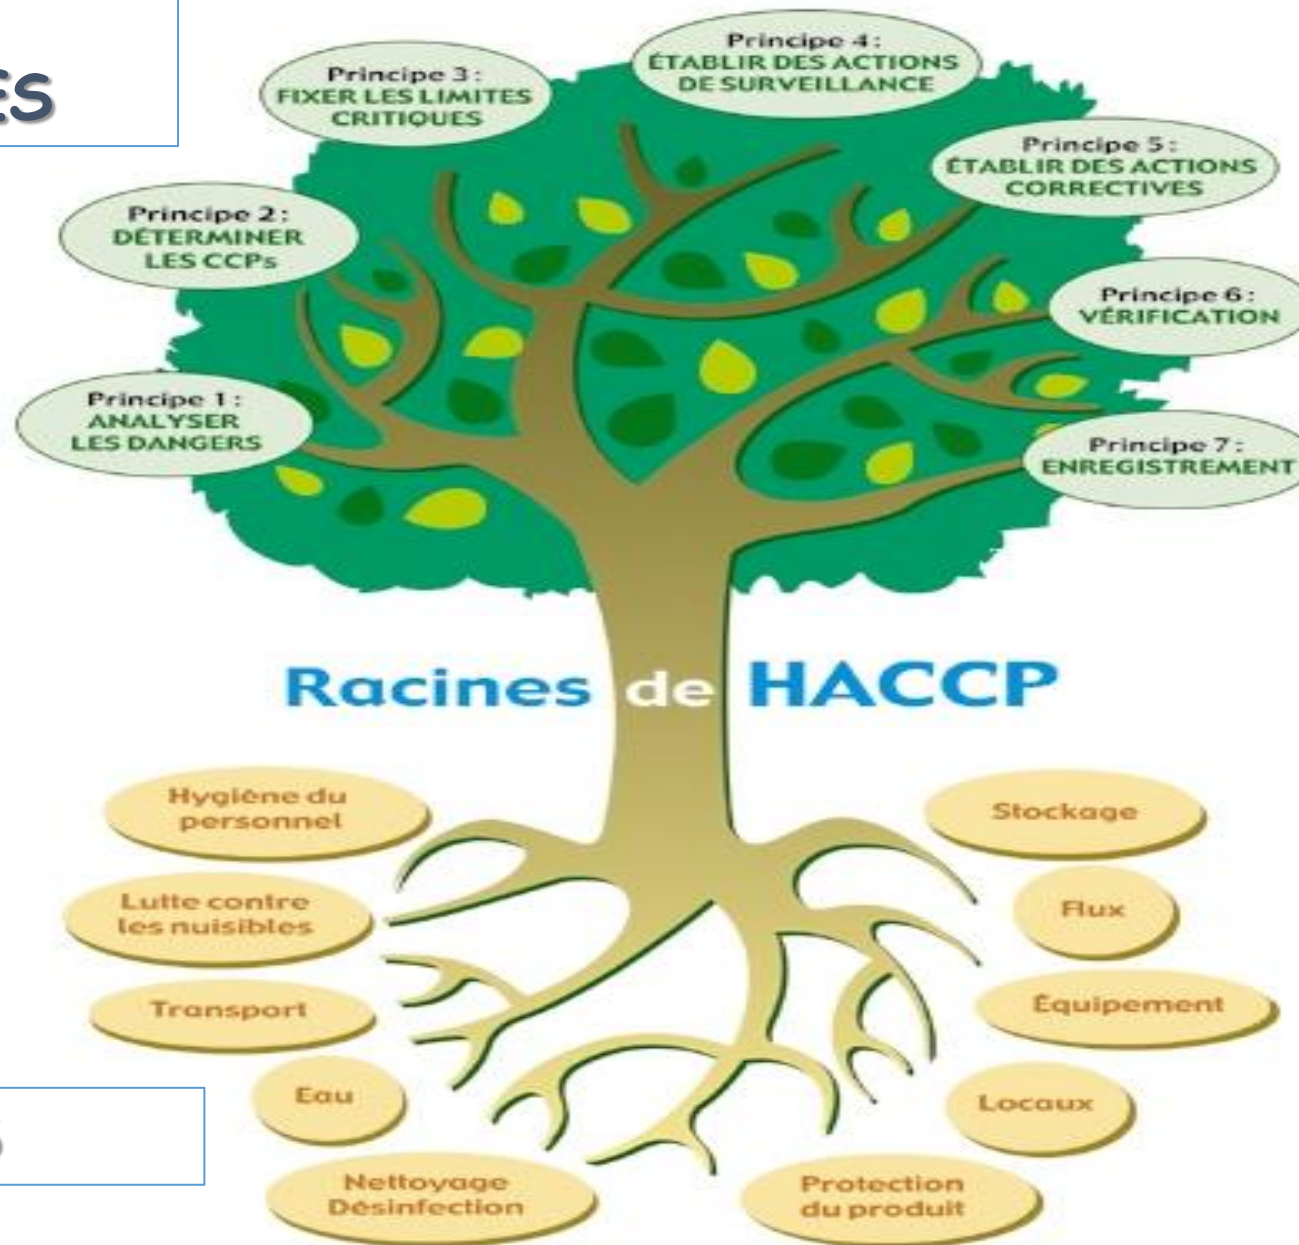 ES
Principe 4 :
ÉTABLIR DES ACTIONS
DE SURVEILLANCE
Principe 3 :
FIXER LES LIMITES
CRITIQUES
Principe 5 :
ÉTABLIR DES ACTIONS
CORRECTIVES
Principe 2 :
DÉTERMINER
LES CCPs
Principe 6 :
VÉRIFICATION
Principe 1 :
ANALYSER
LES DANGERS
Principe 7 :
ENREGISTREMENT
Racines de HACCP
Hygiène du
personnel
Stockage
Lutte contre
les nuisibles
Flux
Transport
Équipement
Eau
Locaux
Nettoyage
Désinfection
Protection
du produit